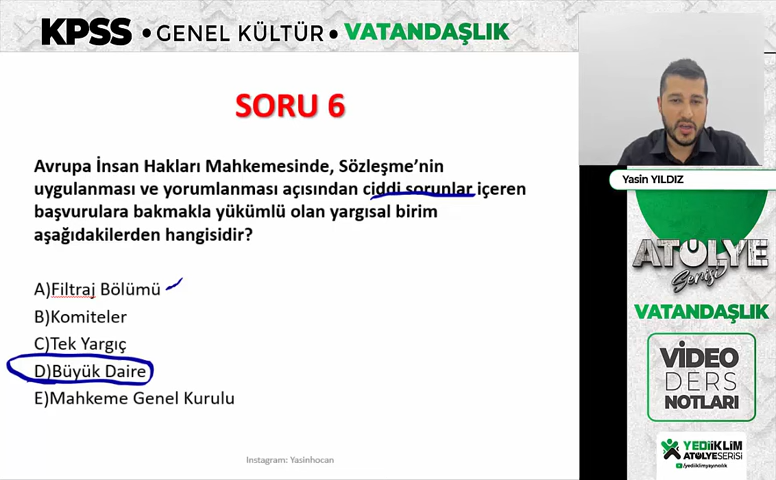 KPSS • GENEL KÜLTÜR • VATANDAŞLIK
SORU 6
Avrupa İnsan Hakları Mahkemesinde, Sözleşme’nin
uygulanması ve yorumlanması açısından ciddi sorunlar içeren
başvurulara bakmakla yükümlü olan yargısal birim
aşağıdakilerden hangisidir?
A)Filtraj Bölümü
B)Komiteler
C)Tek Yargıç
D)Büyük Daire
E)Mahkeme Genel Kurulu
Instagram: Yasinhocan
Yasin YILDIZ
ATÖLYE
Serisi
VATANDAŞLIK
VİDEO
DERS
NOTLARI
YEDİİKLİM
ATÖLYESERİSİ
/yediiklimyayincilik